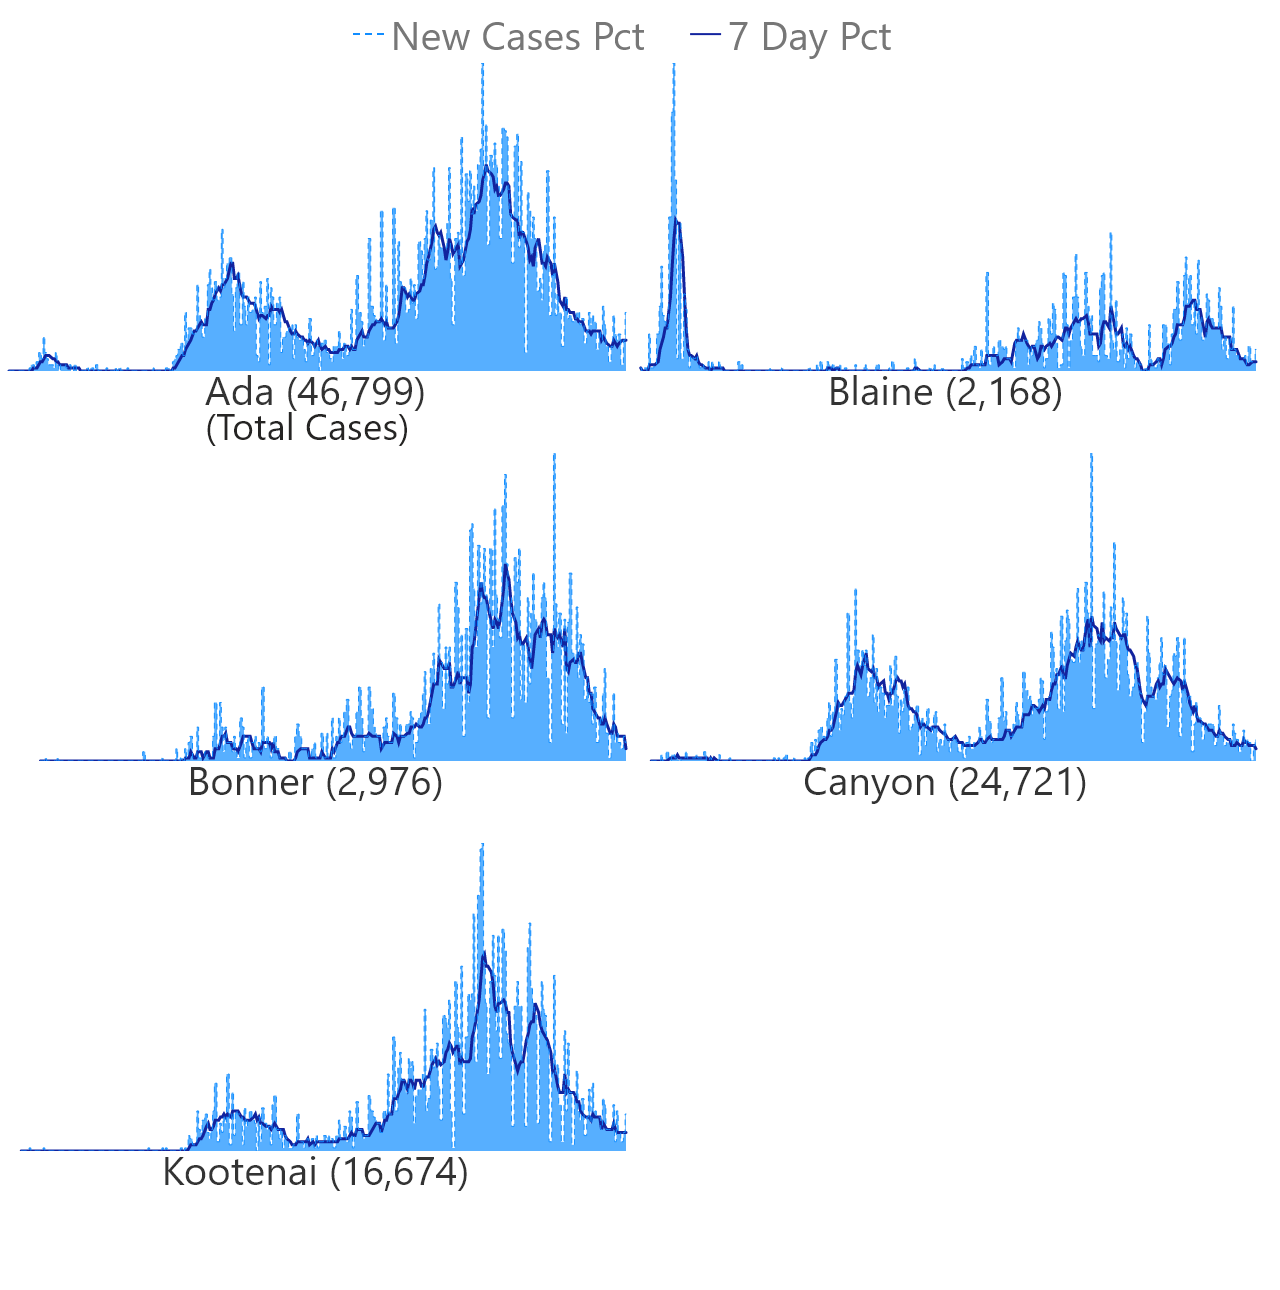 New Cases Pct 7 Day Pct
Ada (46,799)
(Total Cases)
Blaine (2,168)
Bonner (2,976)
Canyon (24,721)
Kootenai (16,674)